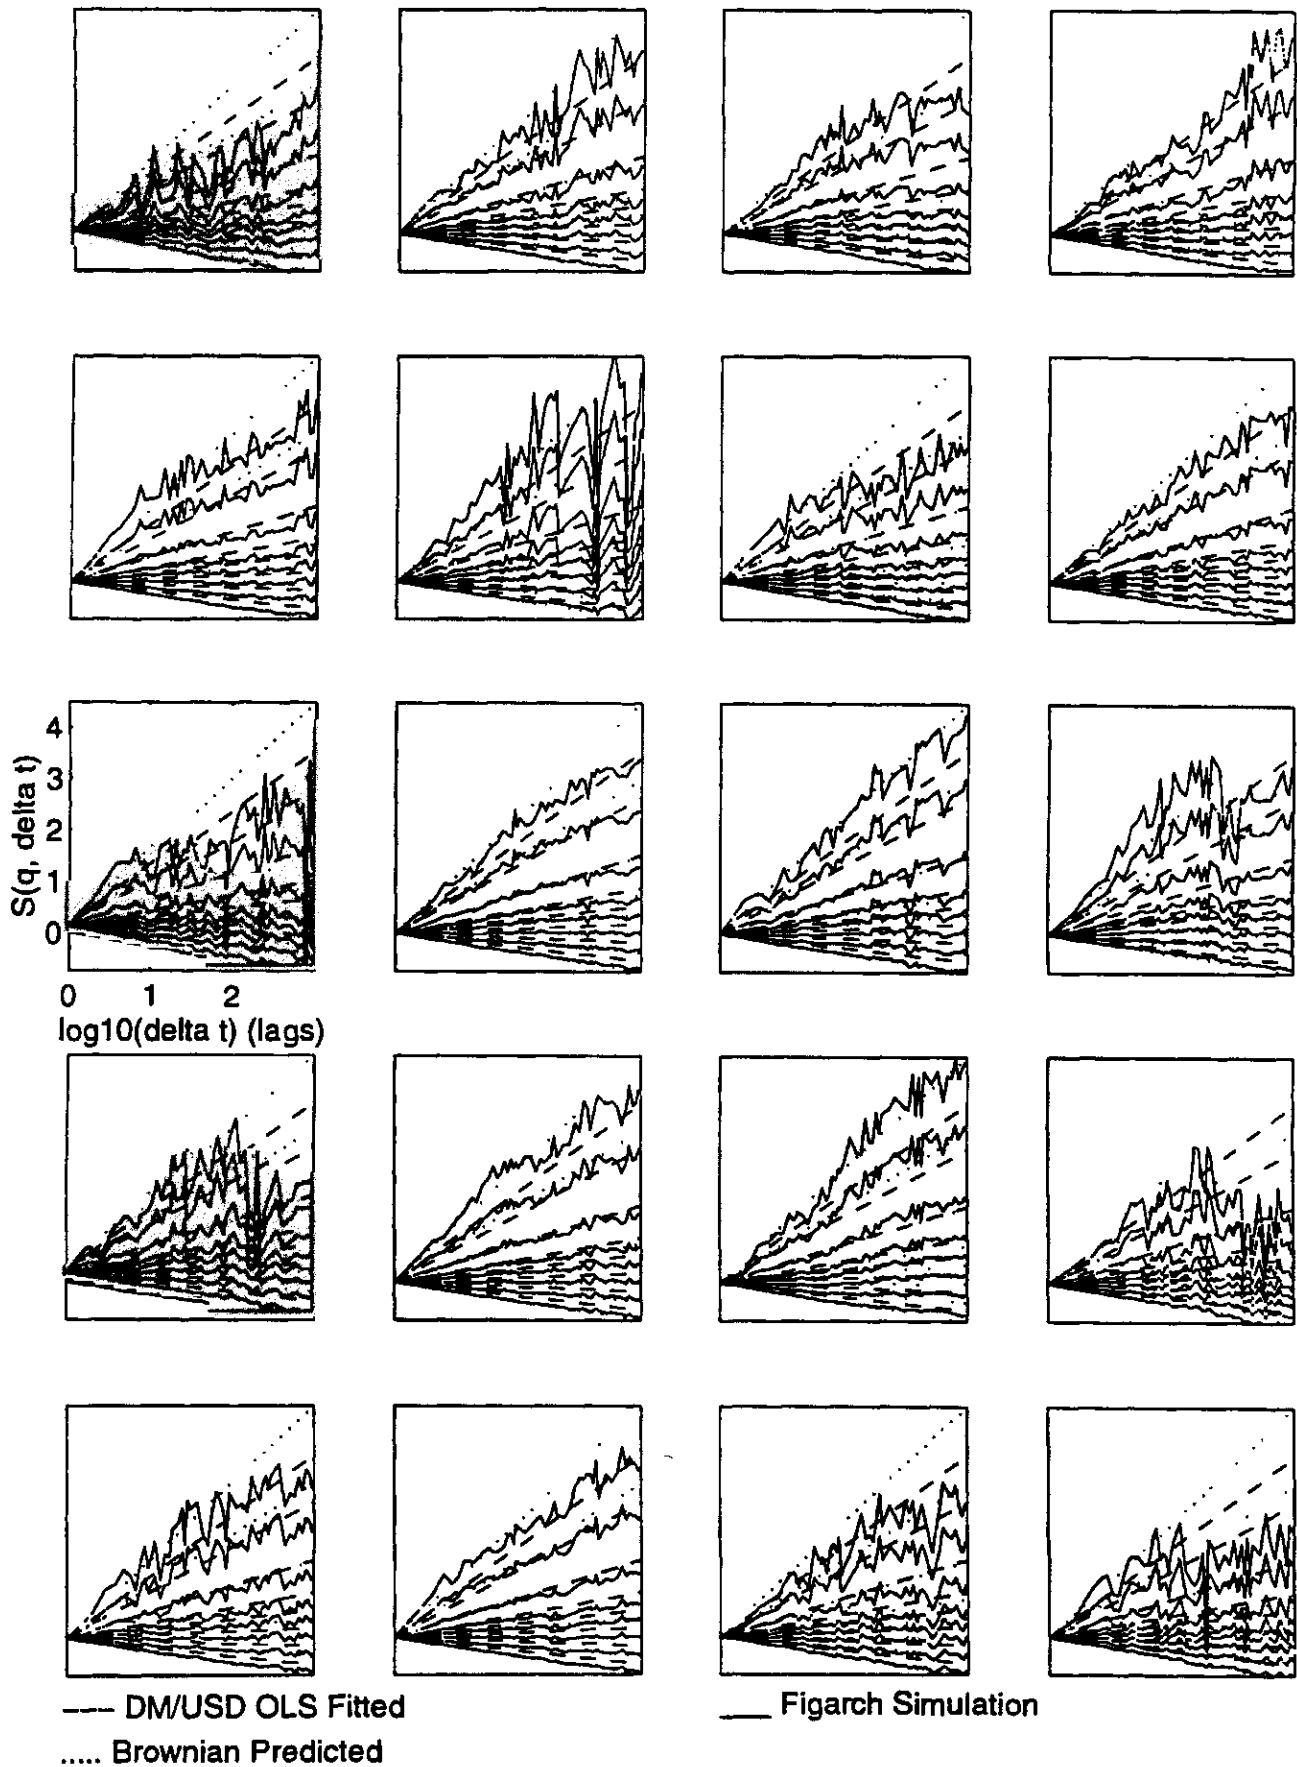 4
3
2
1
0
S(q, delta t)
0 1 2
log10(delta t) (lags)
--- DM/USD OLS Fitted
___ Figarch Simulation
..... Brownian Predicted